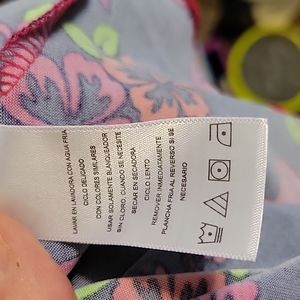 LAVAR EN LAVADORA CON AGUA FRIA
CICLO DELICADO
CON COLORES SIMILARES
USAR SOLAMENTE BLANQUEADOR
SIN CLORO, CUANDO SE NECESITE
SECAR EN SECADORA
CICLO LENTO
REMOVER INMEDIATAMENTE
PLANCHA FRIA AL REVERSO SI SE
NECESITA